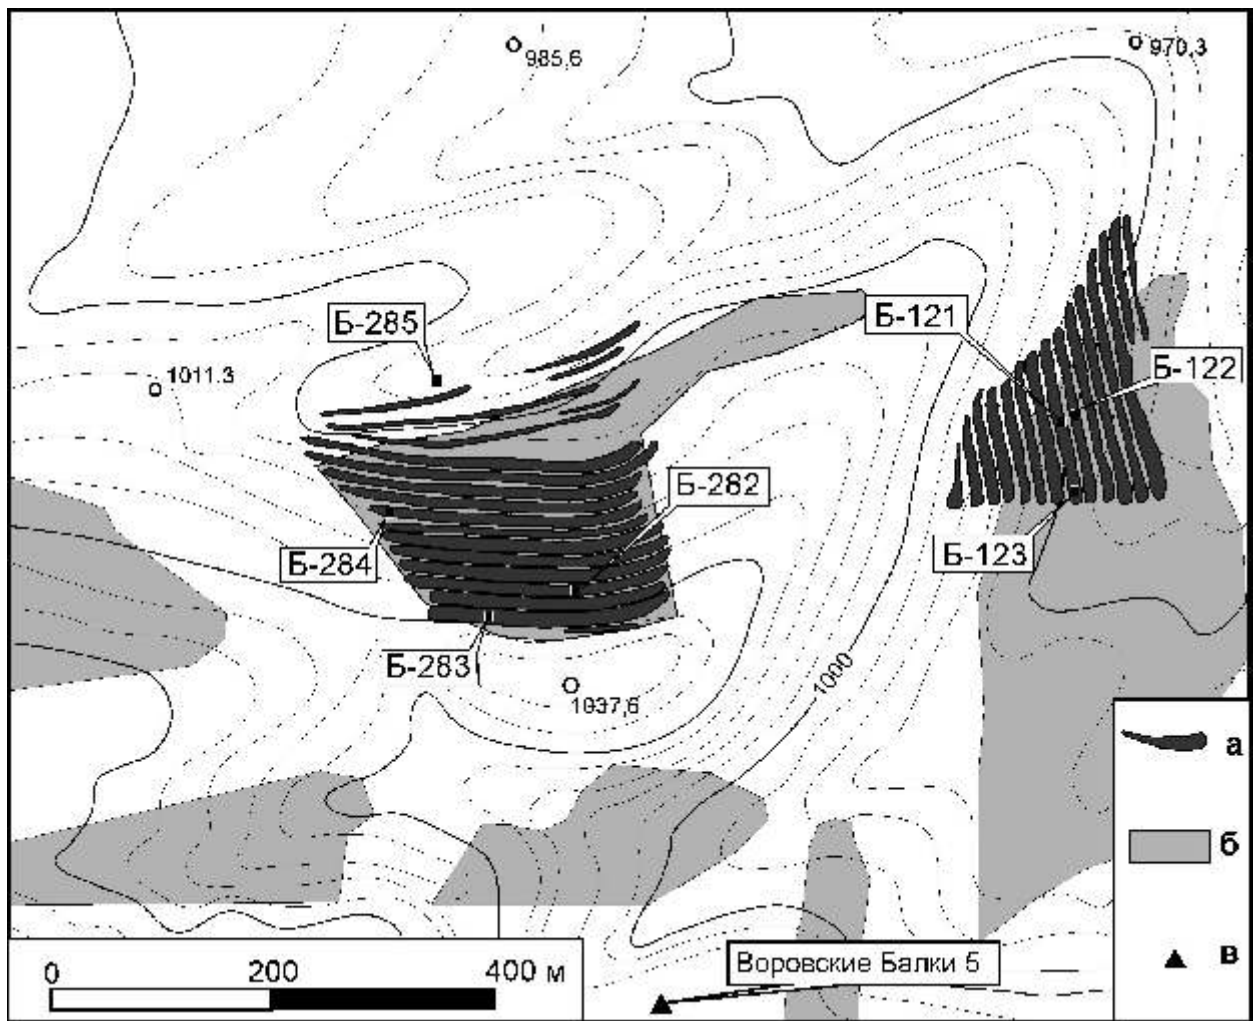 985,6
970,3
Б-285
Б-121
1011.3
Б-122
Б-282
Б-284
Б-123
Б-283
1000
1037,6
а
б
в
0 200 400 м
Воровские Балки 5